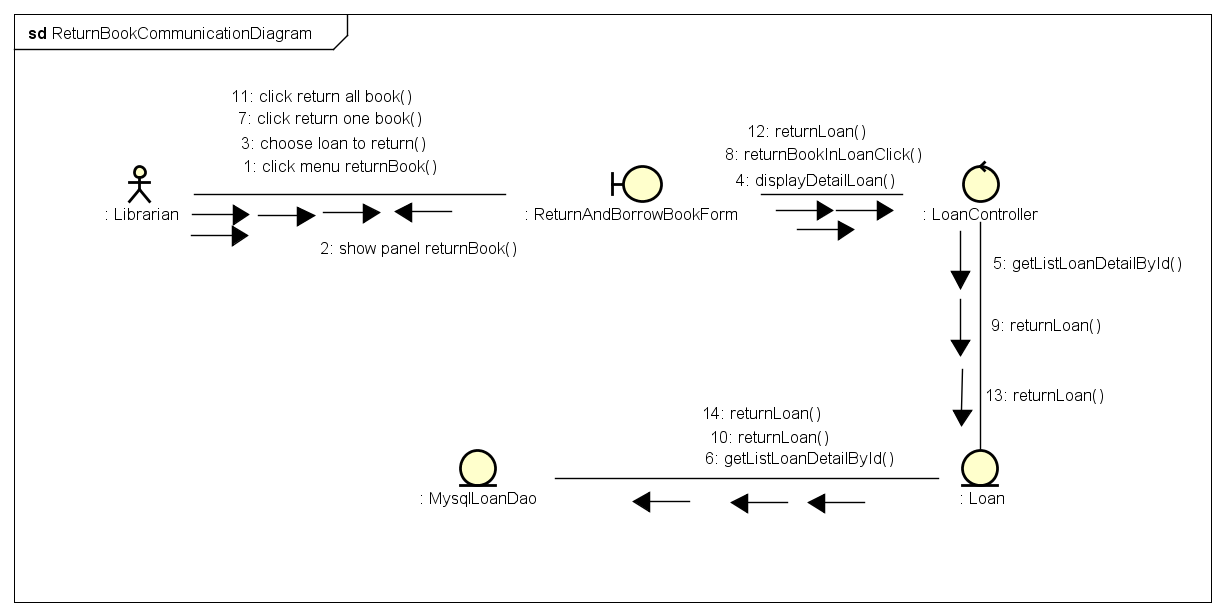 sd ReturnBookCommunicationDiagram
11: click return all book()
7: click return one book()
3: choose loan to return()
1: click menu returnBook()
12: returnLoan()
8: returnBookInLoanClick()
4: displayDetailLoan()
: Librarian
: ReturnAndBorrowBookForm
: LoanController
2: show panel returnBook()
5: getListLoanDetailById()
9: returnLoan()
13: returnLoan()
14: returnLoan()
10: returnLoan()
6: getListLoanDetailById()
: MysqlLoanDao
: Loan